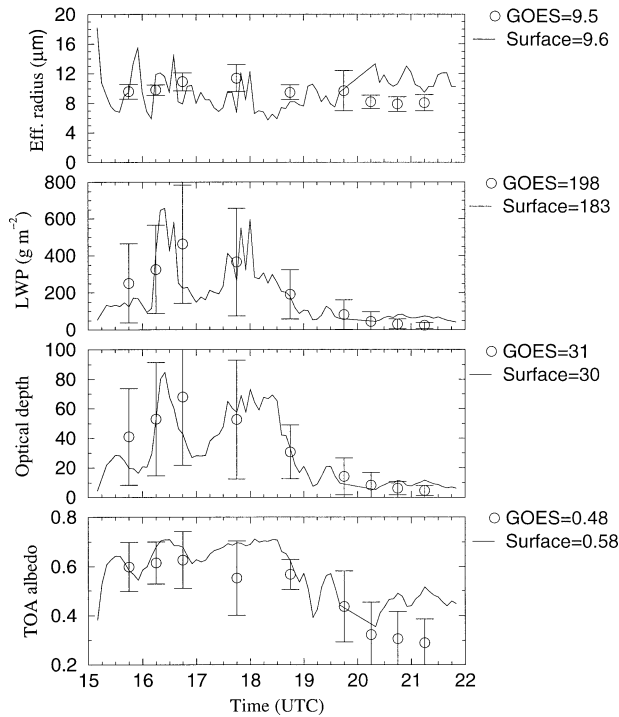 20
16
12
8
4
0
Eff. radius (μm)
GOES=9.5
Surface=9.6
800
600
400
200
0
LWP (g m⁻²)
GOES=198
Surface=183
100
80
60
40
20
0
Optical depth
GOES=31
Surface=30
0.8
0.6
0.4
0.2
TOA albedo
GOES=0.48
Surface=0.58
15 16 17 18 19 20 21 22
Time (UTC)